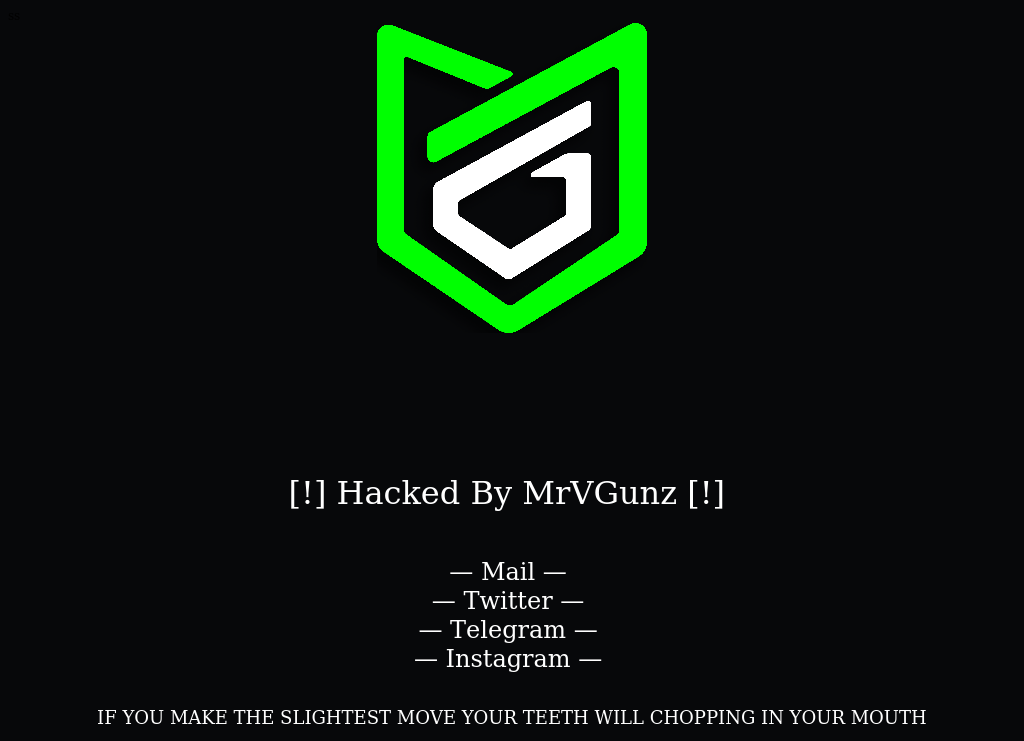 [!] Hacked By MrVGunz [!]
— Mail —
— Twitter —
— Telegram —
— Instagram —
IF YOU MAKE THE SLIGHTEST MOVE YOUR TEETH WILL CHOPPING IN YOUR MOUTH